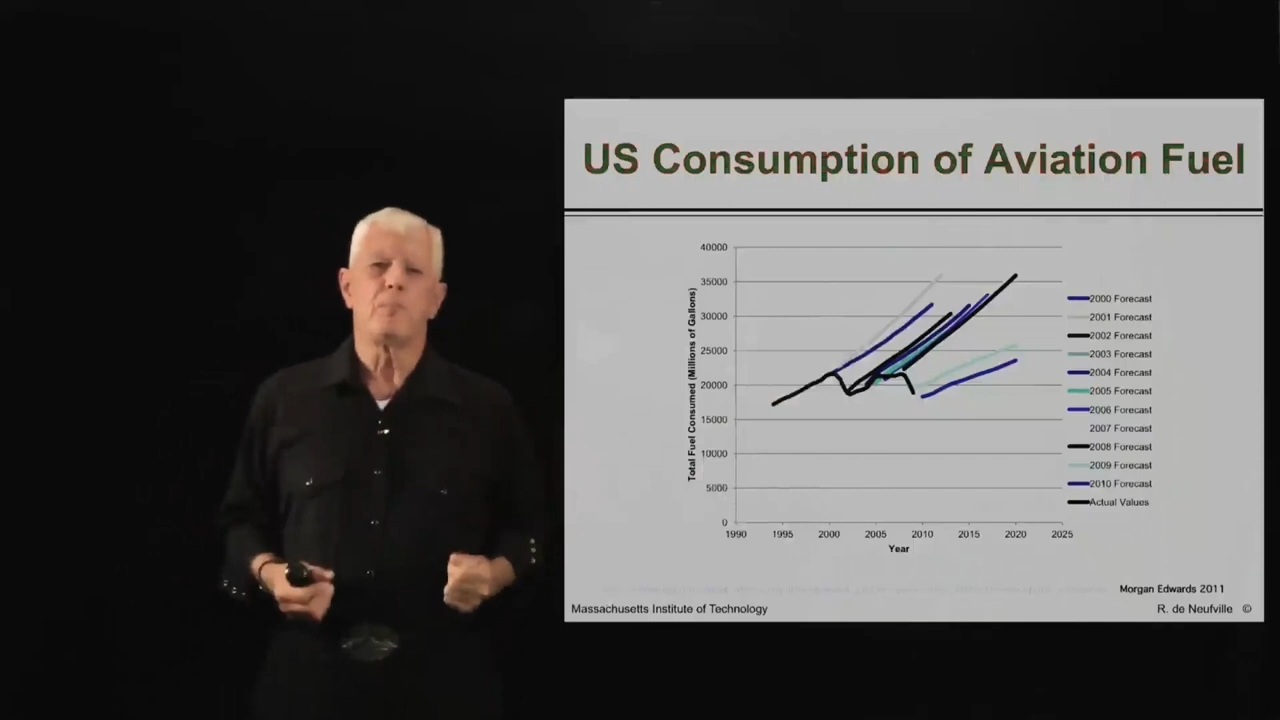 US Consumption of Aviation Fuel
40000
35000
30000
25000
20000
15000
10000
5000
0
Total Fuel Consumed (Millions of Gallons)
1990 1995 2000 2005 2010 2015 2020 2025
Year
2000 Forecast
2001 Forecast
2002 Forecast
2003 Forecast
2004 Forecast
2005 Forecast
2006 Forecast
2007 Forecast
2008 Forecast
2009 Forecast
2010 Forecast
Actual Values
Morgan Edwards 2011
Massachusetts Institute of Technology
R. de Neufville ©